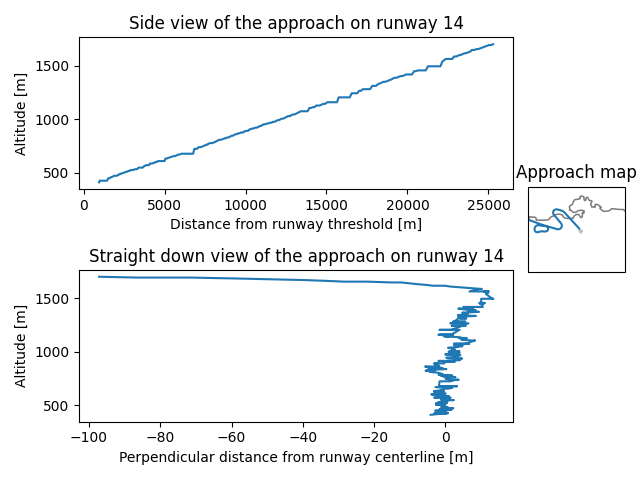 Side view of the approach on runway 14
Altitude [m]
1500
1000
500
0 5000 10000 15000 20000 25000
Distance from runway threshold [m]
Approach map
Straight down view of the approach on runway 14
Altitude [m]
1500
1000
500
−100 −80 −60 −40 −20 0
Perpendicular distance from runway centerline [m]